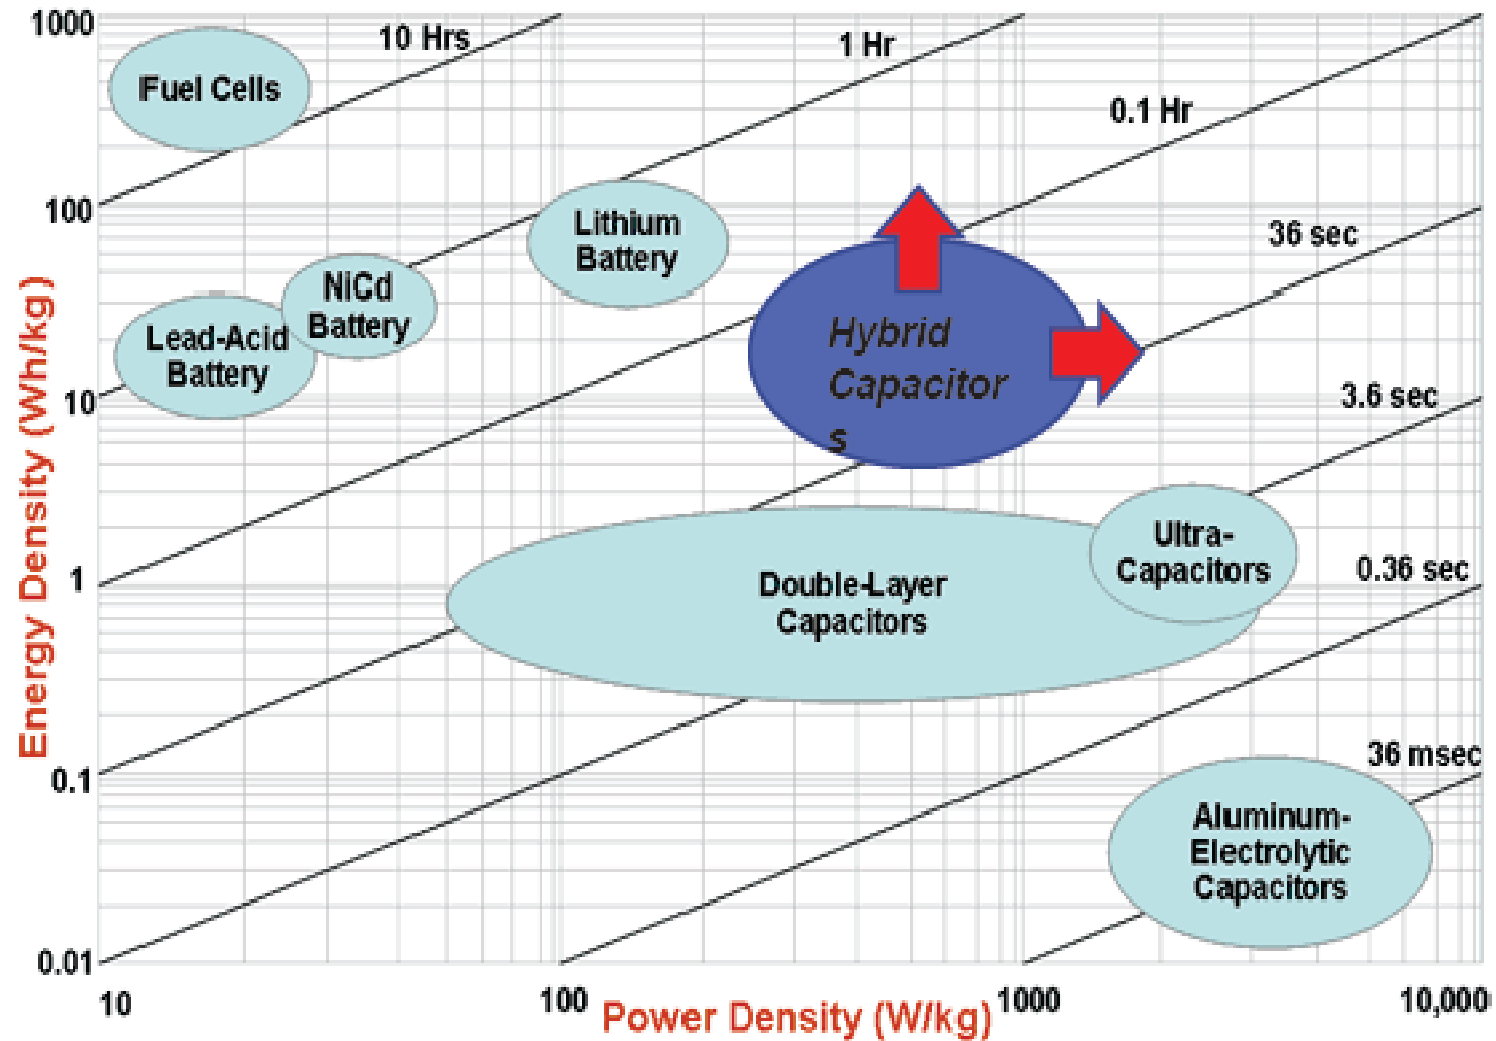 1000
10 Hrs
1 Hr
Fuel Cells
0.1 Hr
100
Lithium
Battery
36 sec
NiCd
Battery
Lead-Acid
Battery
Hybrid
Capacitor
s
10
3.6 sec
Ultra-
Capacitors
0.36 sec
Double-Layer
Capacitors
1
36 msec
0.1
Aluminum-
Electrolytic
Capacitors
0.01
Energy Density (Wh/kg)
10
100
1000
10,000
Power Density (W/kg)